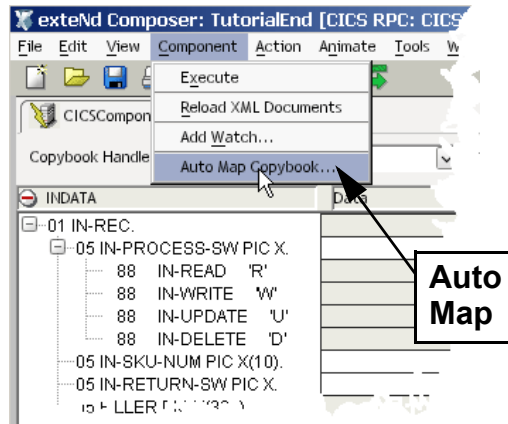 exteNd Composer: TutorialEnd [CICS RPC: CICS
File Edit View Component Action Animate Tools W
Execute
Reload XML Documents
CICSCompon
Add Watch...
Copybook Handle
Auto Map Copybook...
INDATA Data
01 IN-REC.
05 IN-PROCESS-SW PIC X.
88 IN-READ 'R'
88 IN-WRITE 'W'
88 IN-UPDATE 'U'
88 IN-DELETE 'D'
05 IN-SKU-NUM PIC X(10).
05 IN-RETURN-SW PIC X.
Auto
Map